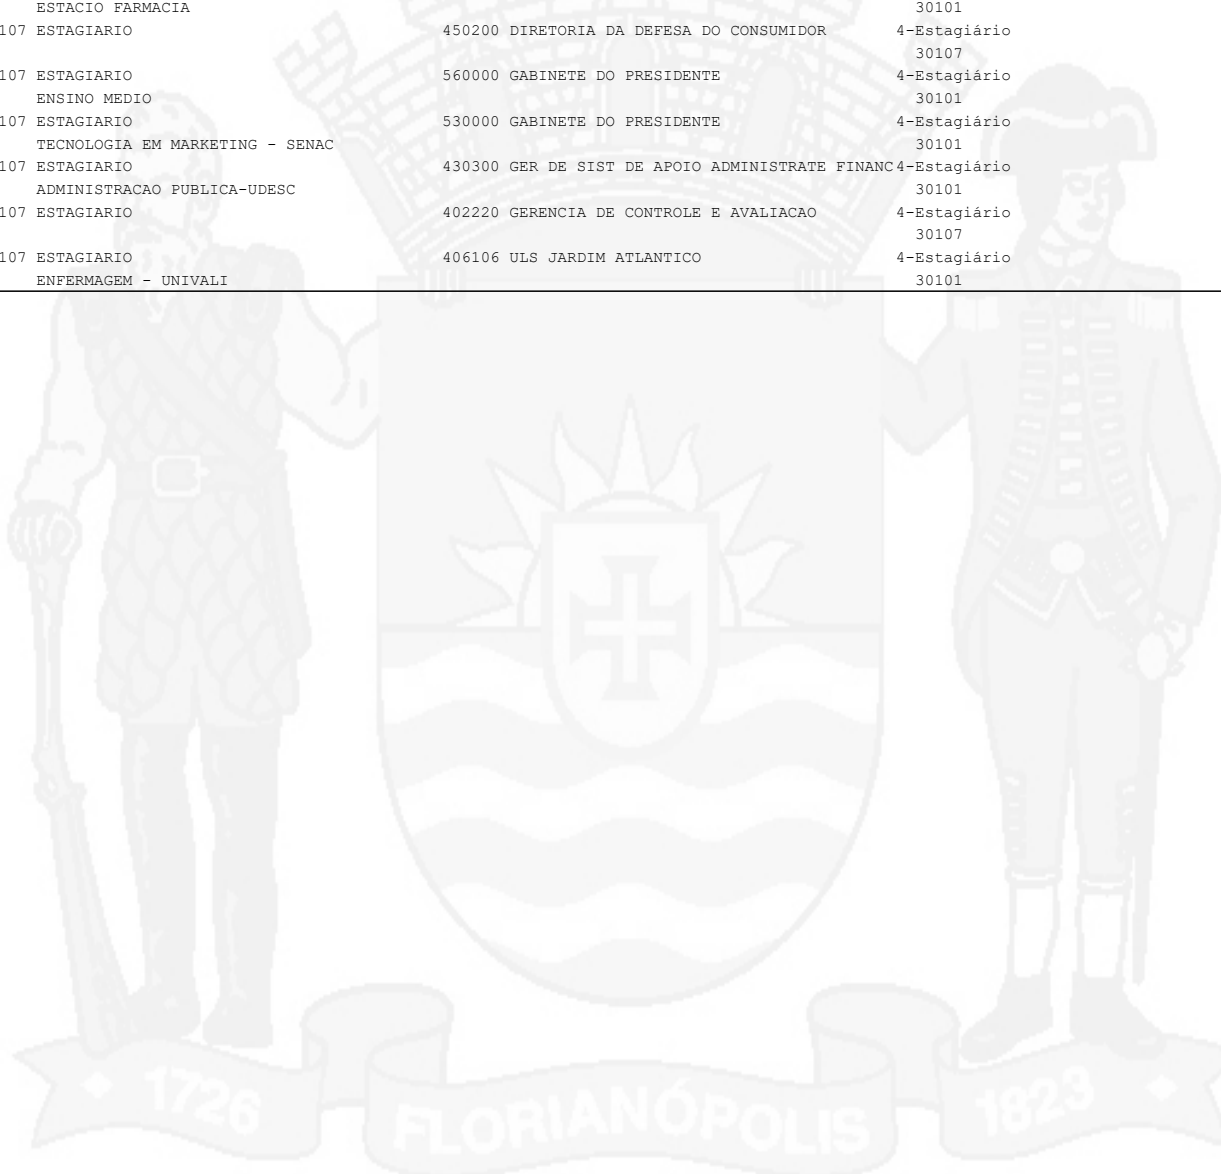 ESTACIO FARMACIA 30101
107 ESTAGIARIO 450200 DIRETORIA DA DEFESA DO CONSUMIDOR 4-Estagiário
30107
107 ESTAGIARIO 560000 GABINETE DO PRESIDENTE 4-Estagiário
ENSINO MEDIO 30101
107 ESTAGIARIO 530000 GABINETE DO PRESIDENTE 4-Estagiário
TECNOLOGIA EM MARKETING - SENAC 30101
107 ESTAGIARIO 430300 GER DE SIST DE APOIO ADMINISTRATE FINANC4-Estagiário
ADMINISTRACAO PUBLICA-UDESC 30101
107 ESTAGIARIO 402220 GERENCIA DE CONTROLE E AVALIACAO 4-Estagiário
30107
107 ESTAGIARIO 406106 ULS JARDIM ATLANTICO 4-Estagiário
ENFERMAGEM - UNIVALI 30101
1726 FLORIANÓPOLIS 1823